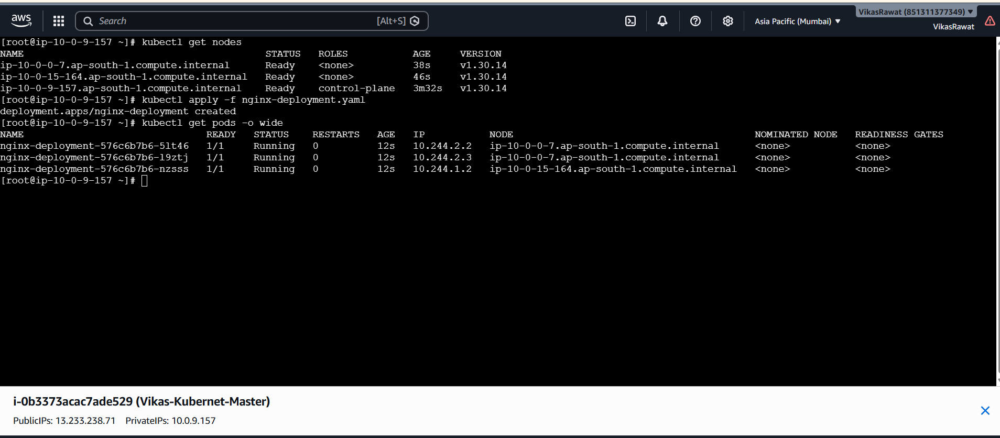 aws Search [Alt+S] Asia Pacific (Mumbai) ▼ VikasRawat (851311377349) ▼
VikasRawat
[root@ip-10-0-9-157 ~]# kubectl get nodes
NAME STATUS ROLES AGE VERSION
ip-10-0-0-7.ap-south-1.compute.internal Ready <none> 38s v1.30.14
ip-10-0-15-164.ap-south-1.compute.internal Ready <none> 46s v1.30.14
ip-10-0-9-157.ap-south-1.compute.internal Ready control-plane 3m32s v1.30.14
[root@ip-10-0-9-157 ~]# kubectl apply -f nginx-deployment.yaml
deployment.apps/nginx-deployment created
[root@ip-10-0-9-157 ~]# kubectl get pods -o wide
NAME READY STATUS RESTARTS AGE IP NODE NOMINATED NODE READINESS GATES
nginx-deployment-576c6b7b6-5lt46 1/1 Running 0 12s 10.244.2.2 ip-10-0-0-7.ap-south-1.compute.internal <none> <none>
nginx-deployment-576c6b7b6-l9ztj 1/1 Running 0 12s 10.244.2.3 ip-10-0-0-7.ap-south-1.compute.internal <none> <none>
nginx-deployment-576c6b7b6-nzsss 1/1 Running 0 12s 10.244.1.2 ip-10-0-15-164.ap-south-1.compute.internal <none> <none>
[root@ip-10-0-9-157 ~]#
i-0b3373acac7ade529 (Vikas-Kubernet-Master)
PublicIPs: 13.233.238.71 PrivateIPs: 10.0.9.157